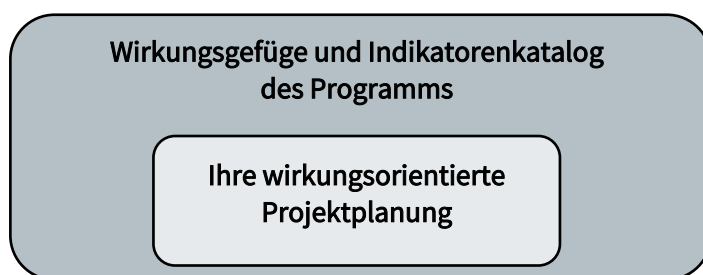 Wirkungsgefüge und Indikatorenkatalog
des Programms
Ihre wirkungsorientierte
Projektplanung